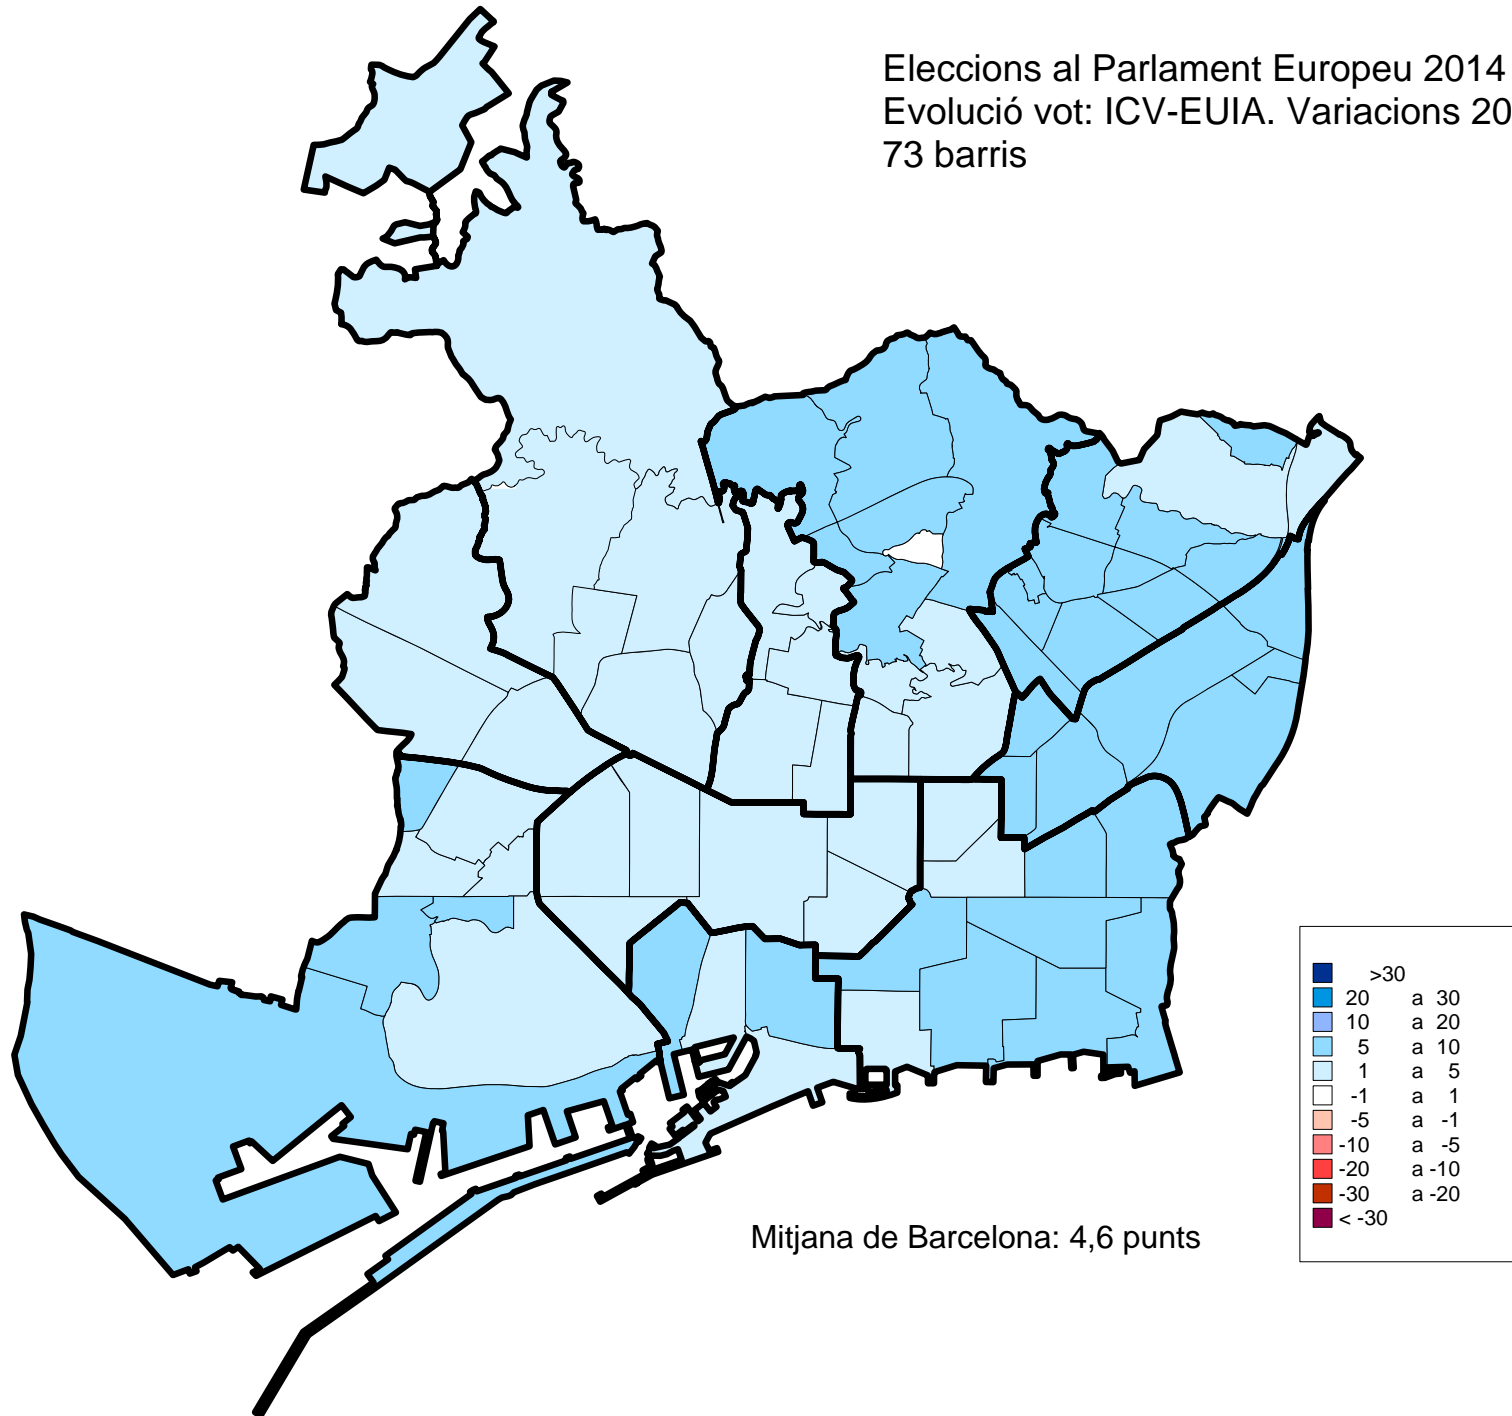 Eleccions al Parlament Europeu 2014
Evolució vot: ICV-EUIA. Variacions 20
73 barris
>30
20 a 30
10 a 20
5 a 10
1 a 5
-1 a 1
-5 a -1
-10 a -5
-20 a -10
-30 a -20
< -30
Mitjana de Barcelona: 4,6 punts